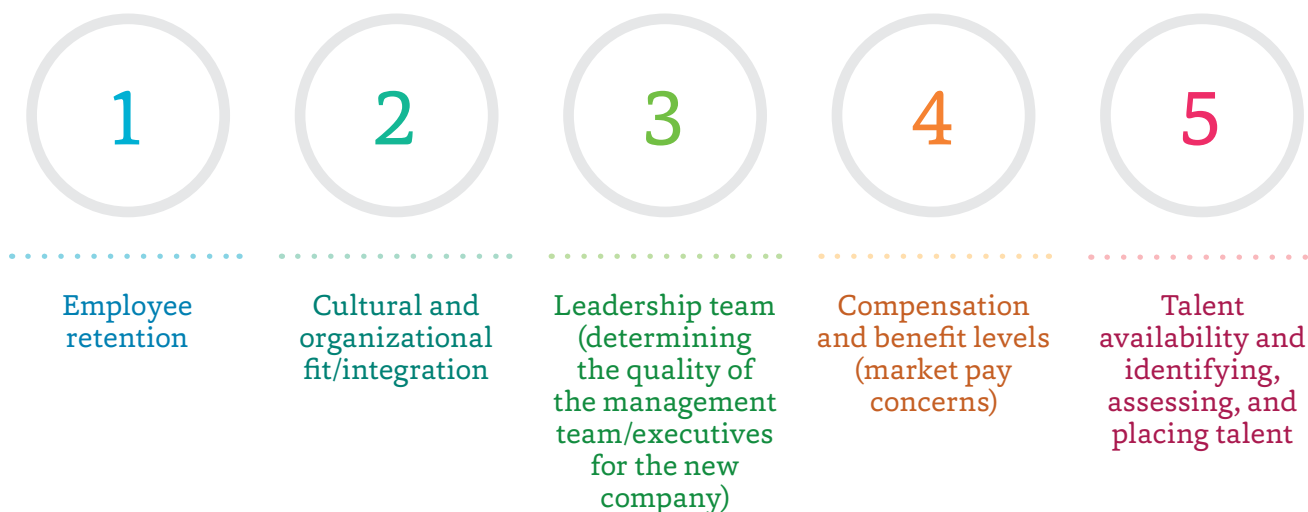 1
Employee
retention
2
Cultural and
organizational
fit/integration
3
Leadership team
(determining
the quality of
the management
team/executives
for the new
company)
4
Compensation
and benefit levels
(market pay
concerns)
5
Talent
availability and
identifying,
assessing, and
placing talent